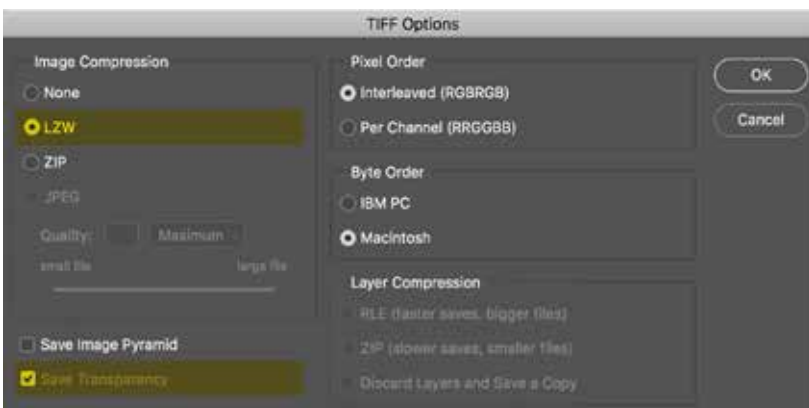 TIFF Options
Image Compression
None
LZW
ZIP
JPEG
Quality: Maximum
small file large file
Save Image Pyramid
Save Transparency
Pixel Order
Interleaved (RGBRGB)
Per Channel (RRGGBB)
Byte Order
IBM PC
Macintosh
Layer Compression
RLE (faster saves, bigger files)
ZIP (slower saves, smaller files)
Discard Layers and Save a Copy
OK
Cancel